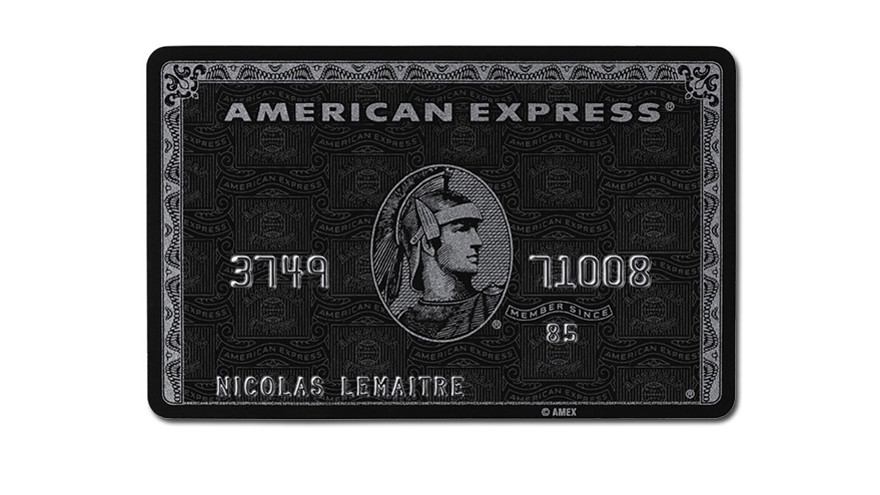 AMERICAN EXPRESS®
3749 71008
MEMBER SINCE
85
NICOLAS LEMAITRE
© AMEX